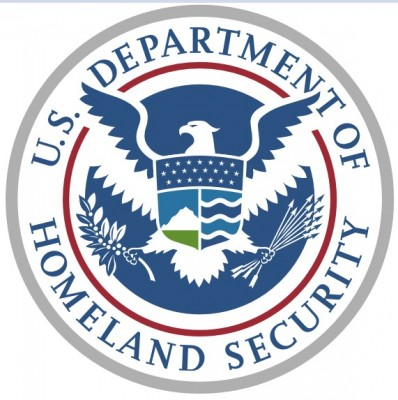 U.S. DEPARTMENT OF
HOMELAND SECURITY